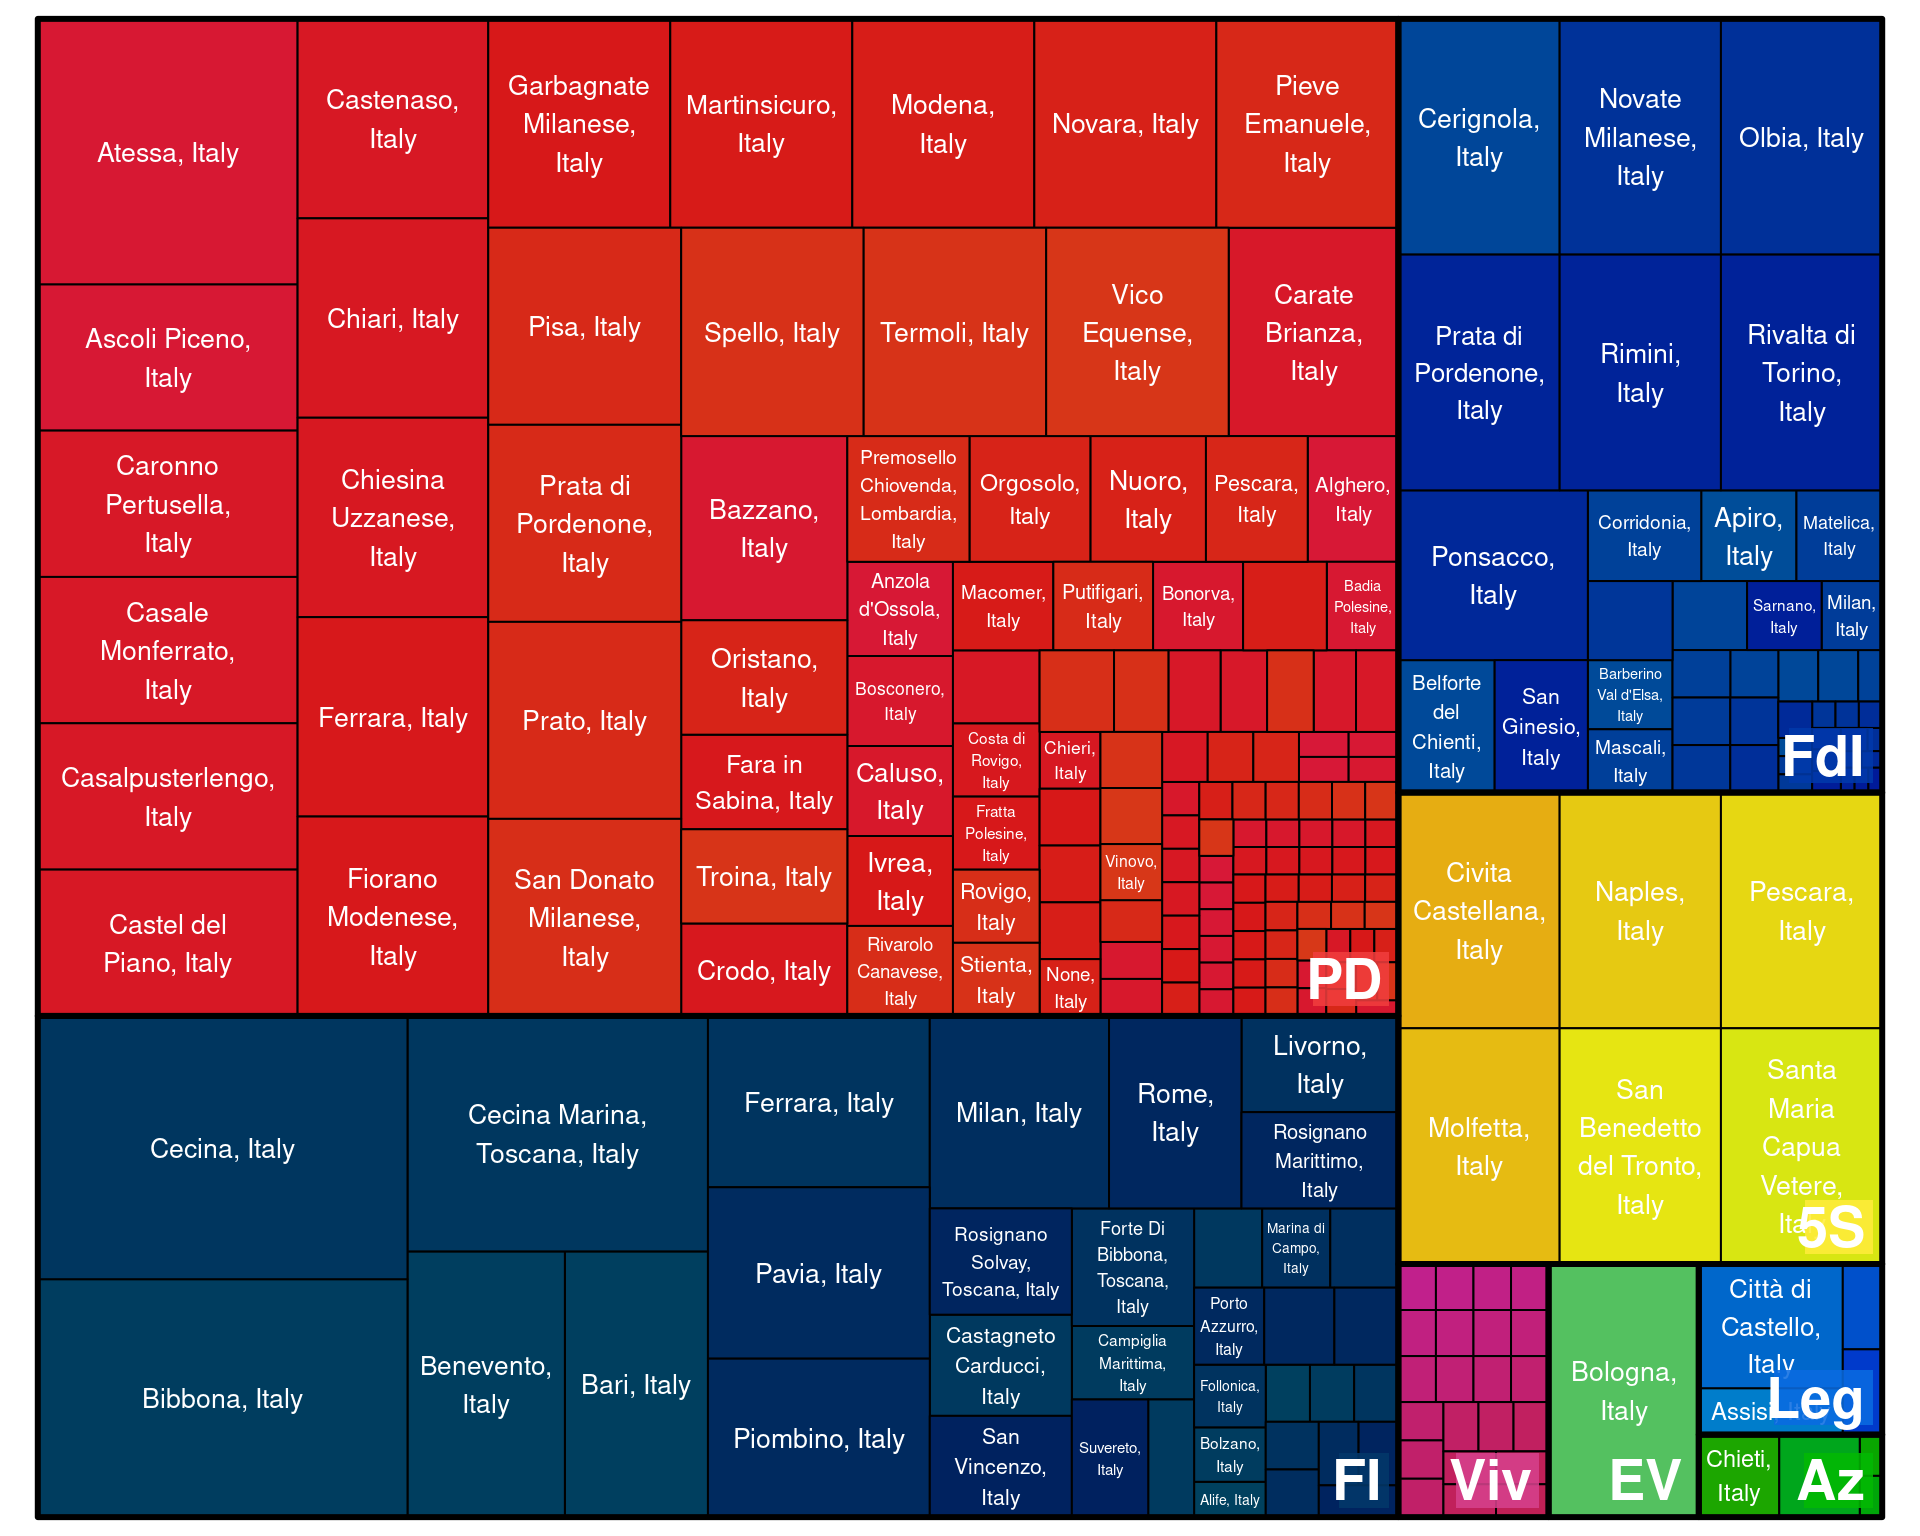 Atessa, Italy
Ascoli Piceno,
Italy
Caronno
Pertusella,
Italy
Casale
Monferrato,
Italy
Casalpusterlengo,
Italy
Castel del
Piano, Italy
Castenaso,
Italy
Chiari, Italy
Chiesina
Uzzanese,
Italy
Ferrara, Italy
Fiorano
Modenese,
Italy
Garbagnate
Milanese,
Italy
Martinsicuro,
Italy
Modena,
Italy
Novara, Italy
Pieve
Emanuele,
Italy
Pisa, Italy
Prata di
Pordenone,
Italy
Prato, Italy
San Donato
Milanese,
Italy
Spello, Italy
Termoli, Italy
Vico
Equense,
Italy
Carate
Brianza,
Italy
Bazzano,
Italy
Oristano,
Italy
Fara in
Sabina, Italy
Troina, Italy
Crodo, Italy
Premosello
Chiovenda,
Lombardia,
Italy
Orgosolo,
Italy
Nuoro,
Italy
Pescara,
Italy
Alghero,
Italy
Anzola
d'Ossola,
Italy
Bosconero,
Italy
Caluso,
Italy
Ivrea,
Italy
Rivarolo
Canavese,
Italy
Macomer,
Italy
Putifigari,
Italy
Bonorva,
Italy
Badia
Polesine,
Italy
Costa di
Rovigo,
Italy
Fratta
Polesine,
Italy
Rovigo,
Italy
Stienta,
Italy
Chieri,
Italy
None,
Italy
Vinovo,
Italy
PD
Cecina, Italy
Bibbona, Italy
Cecina Marina,
Toscana, Italy
Benevento,
Italy
Bari, Italy
Ferrara, Italy
Pavia, Italy
Piombino, Italy
Milan, Italy
Rome,
Italy
Livorno,
Italy
Rosignano
Marittimo,
Italy
Rosignano
Solvay,
Toscana, Italy
Castagneto
Carducci,
Italy
San
Vincenzo,
Italy
Forte Di
Bibbona,
Toscana,
Italy
Campiglia
Marittima,
Italy
Suvereto,
Italy
Marina di
Campo,
Italy
Porto
Azzurro,
Italy
Follonica,
Italy
Bolzano,
Italy
Alife, Italy
FI
Cerignola,
Italy
Novate
Milanese,
Italy
Olbia, Italy
Prata di
Pordenone,
Italy
Rimini,
Italy
Rivalta di
Torino,
Italy
Ponsacco,
Italy
Belforte
del
Chienti,
Italy
San
Ginesio,
Italy
Corridonia,
Italy
Apiro,
Italy
Matelica,
Italy
Sarnano,
Italy
Milan,
Italy
Barberino
Val d'Elsa,
Italy
Mascali,
Italy
FdI
Civita
Castellana,
Italy
Naples,
Italy
Pescara,
Italy
Molfetta,
Italy
San
Benedetto
del Tronto,
Italy
Santa
Maria
Capua
Vetere,
5S
Viv
Bologna,
Italy
EV
Città di
Castello,
Italy
Assisi
Leg
Chieti,
Italy
Az